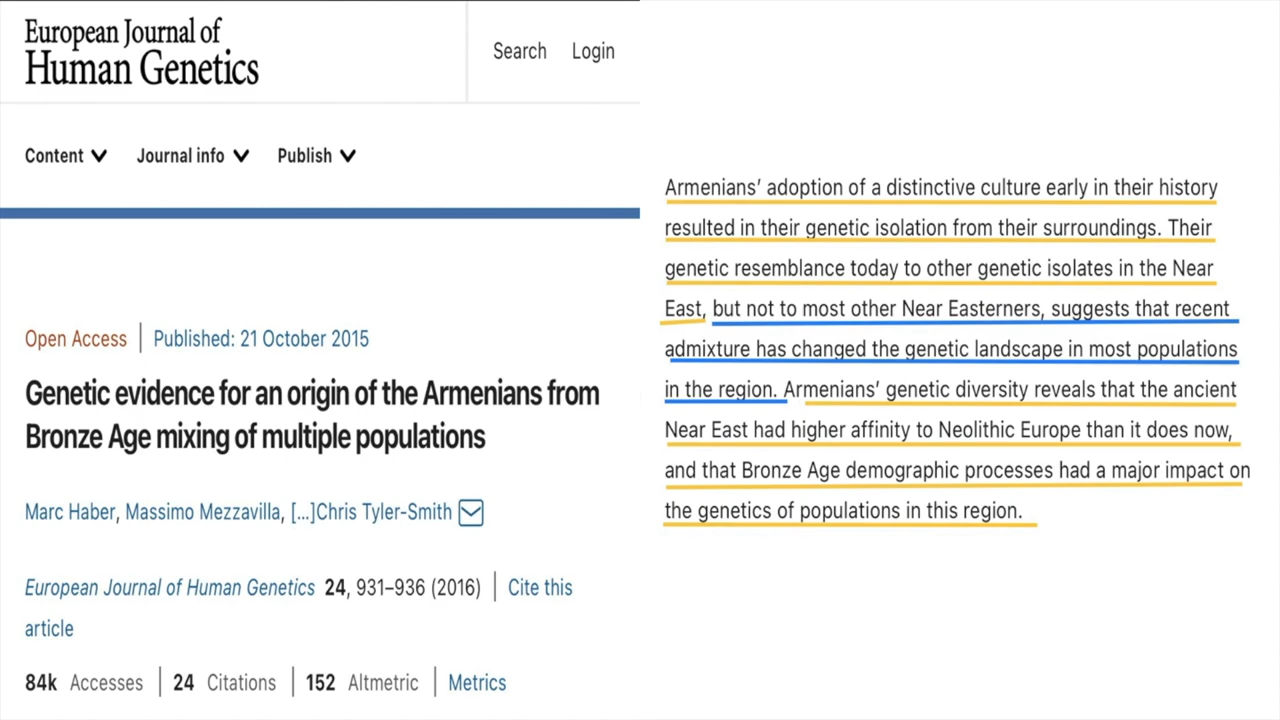 European Journal of
Human Genetics
Search Login
Content Journal info Publish
Open Access | Published: 21 October 2015
Genetic evidence for an origin of the Armenians from
Bronze Age mixing of multiple populations
Marc Haber, Massimo Mezzavilla, [...]Chris Tyler-Smith
European Journal of Human Genetics 24, 931–936 (2016) | Cite this
article
84k Accesses | 24 Citations | 152 Altmetric | Metrics
Armenians’ adoption of a distinctive culture early in their history
resulted in their genetic isolation from their surroundings. Their
genetic resemblance today to other genetic isolates in the Near
East, but not to most other Near Easterners, suggests that recent
admixture has changed the genetic landscape in most populations
in the region. Armenians’ genetic diversity reveals that the ancient
Near East had higher affinity to Neolithic Europe than it does now,
and that Bronze Age demographic processes had a major impact on
the genetics of populations in this region.